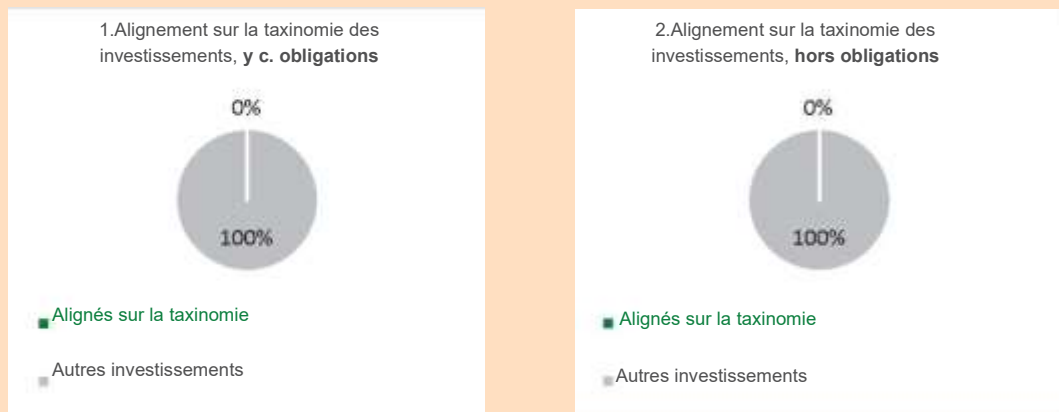 1.Alignement sur la taxinomie des
investissements, y c. obligations
0%
100%
Alignés sur la taxinomie
Autres investissements
2.Alignement sur la taxinomie des
investissements, hors obligations
0%
100%
Alignés sur la taxinomie
Autres investissements